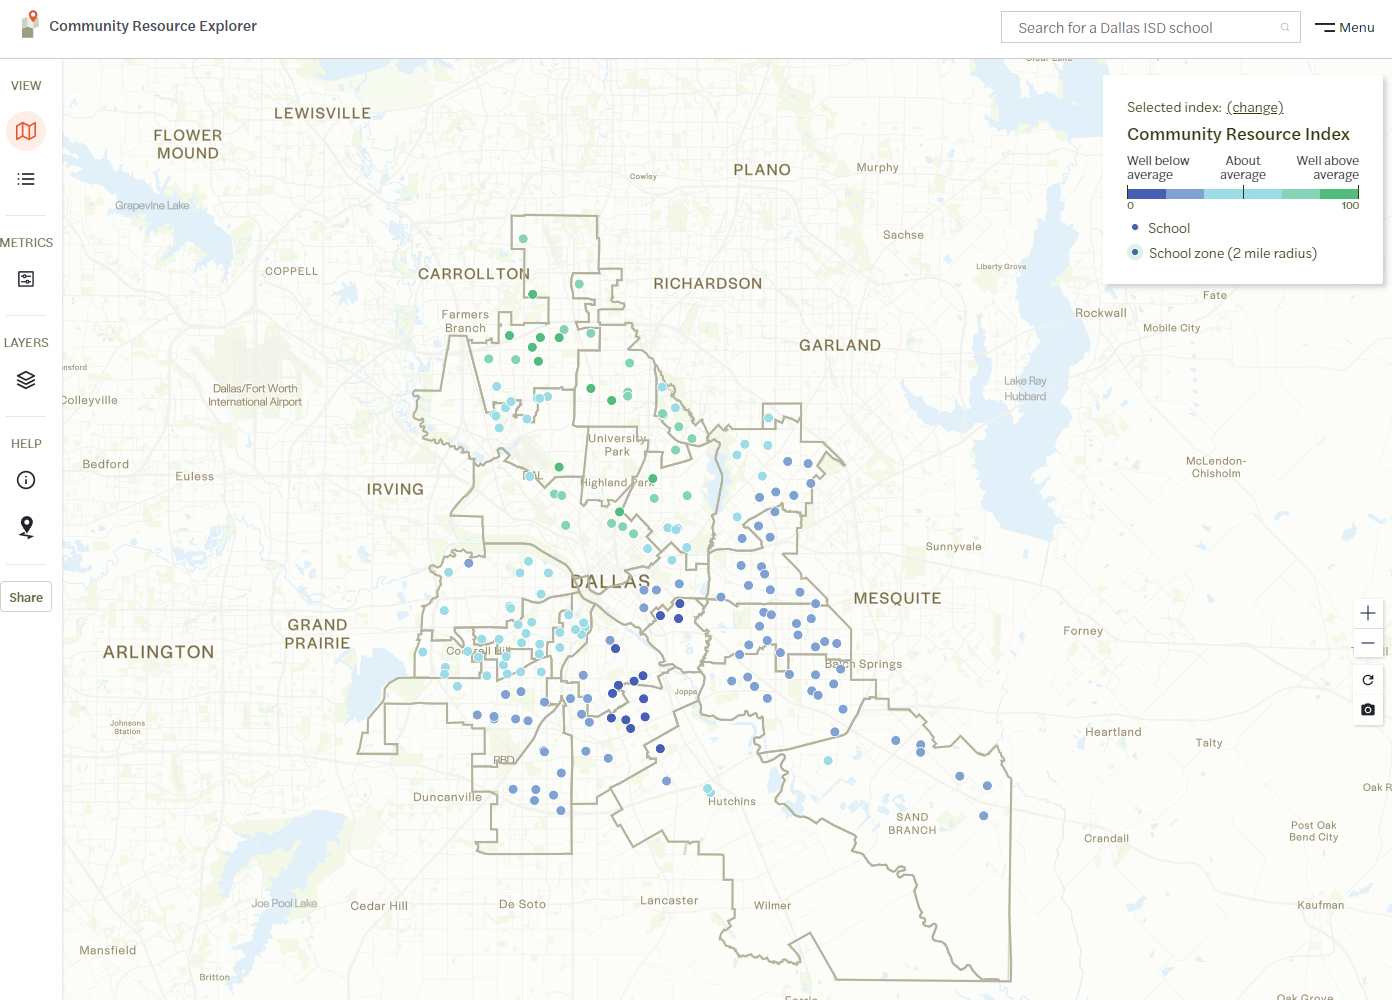 Community Resource Explorer
Search for a Dallas ISD school
Menu
VIEW
METRICS
LAYERS
HELP
Share
Selected index: (change)
Community Resource Index
Well below average
About average
Well above average
0
100
School
School zone (2 mile radius)
LEWISVILLE
FLOWER
MOUND
PLANO
Murphy
Cowley
Grapevine Lake
Sachse
COPPELL
CARROLLTON
RICHARDSON
Liberty Grove
Fate
Farmers
Branch
Rockwall
Mobile City
GARLAND
nsford
Dallas/Fort Worth
International Airport
Colleyville
Lake Ray
Hubbard
University
Park
Bedford
Euless
IRVING
Highland Park
McLendon-
Chisholm
Sunnyvale
DALLAS
MESQUITE
GRAND
PRAIRIE
ARLINGTON
Forney
Cockrell Hill
Balch Springs
Joppa
Johnsons
Station
Heartland
Talty
RBD
Duncanville
Hutchins
Oak R
SAND
BRANCH
Post Oak
Bend City
Crandall
Joe Pool Lake
Cedar Hill
De Soto
Lancaster
Wilmer
Kaufman
Mansfield
Britton
Ferris
Oak Grove